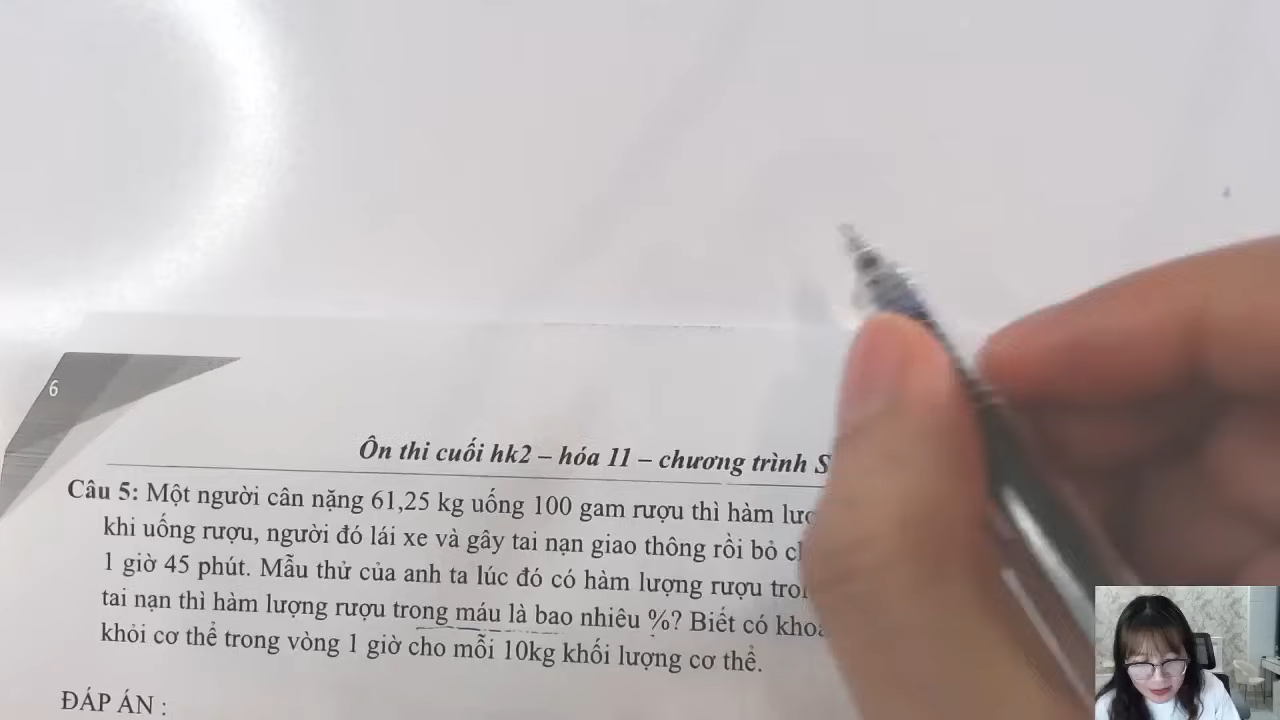 6
Ôn thi cuối hk2 – hóa 11 – chương trình S
Câu 5: Một người cân nặng 61,25 kg uống 100 gam rượu thì hàm
khi uống rượu, người đó lái xe và gây tai nạn giao thông rồi bỏ
1 giờ 45 phút. Mẫu thử của anh ta lúc đó có hàm lượng rượu
tai nạn thì hàm lượng rượu trong máu là bao nhiêu %? Biết có
khỏi cơ thể trong vòng 1 giờ cho mỗi 10kg khối lượng cơ thể.
ĐÁP ÁN :